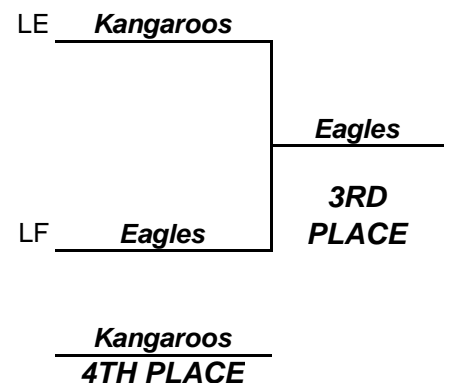 LE Kangaroos
Eagles
3RD
LF Eagles PLACE
Kangaroos
4TH PLACE